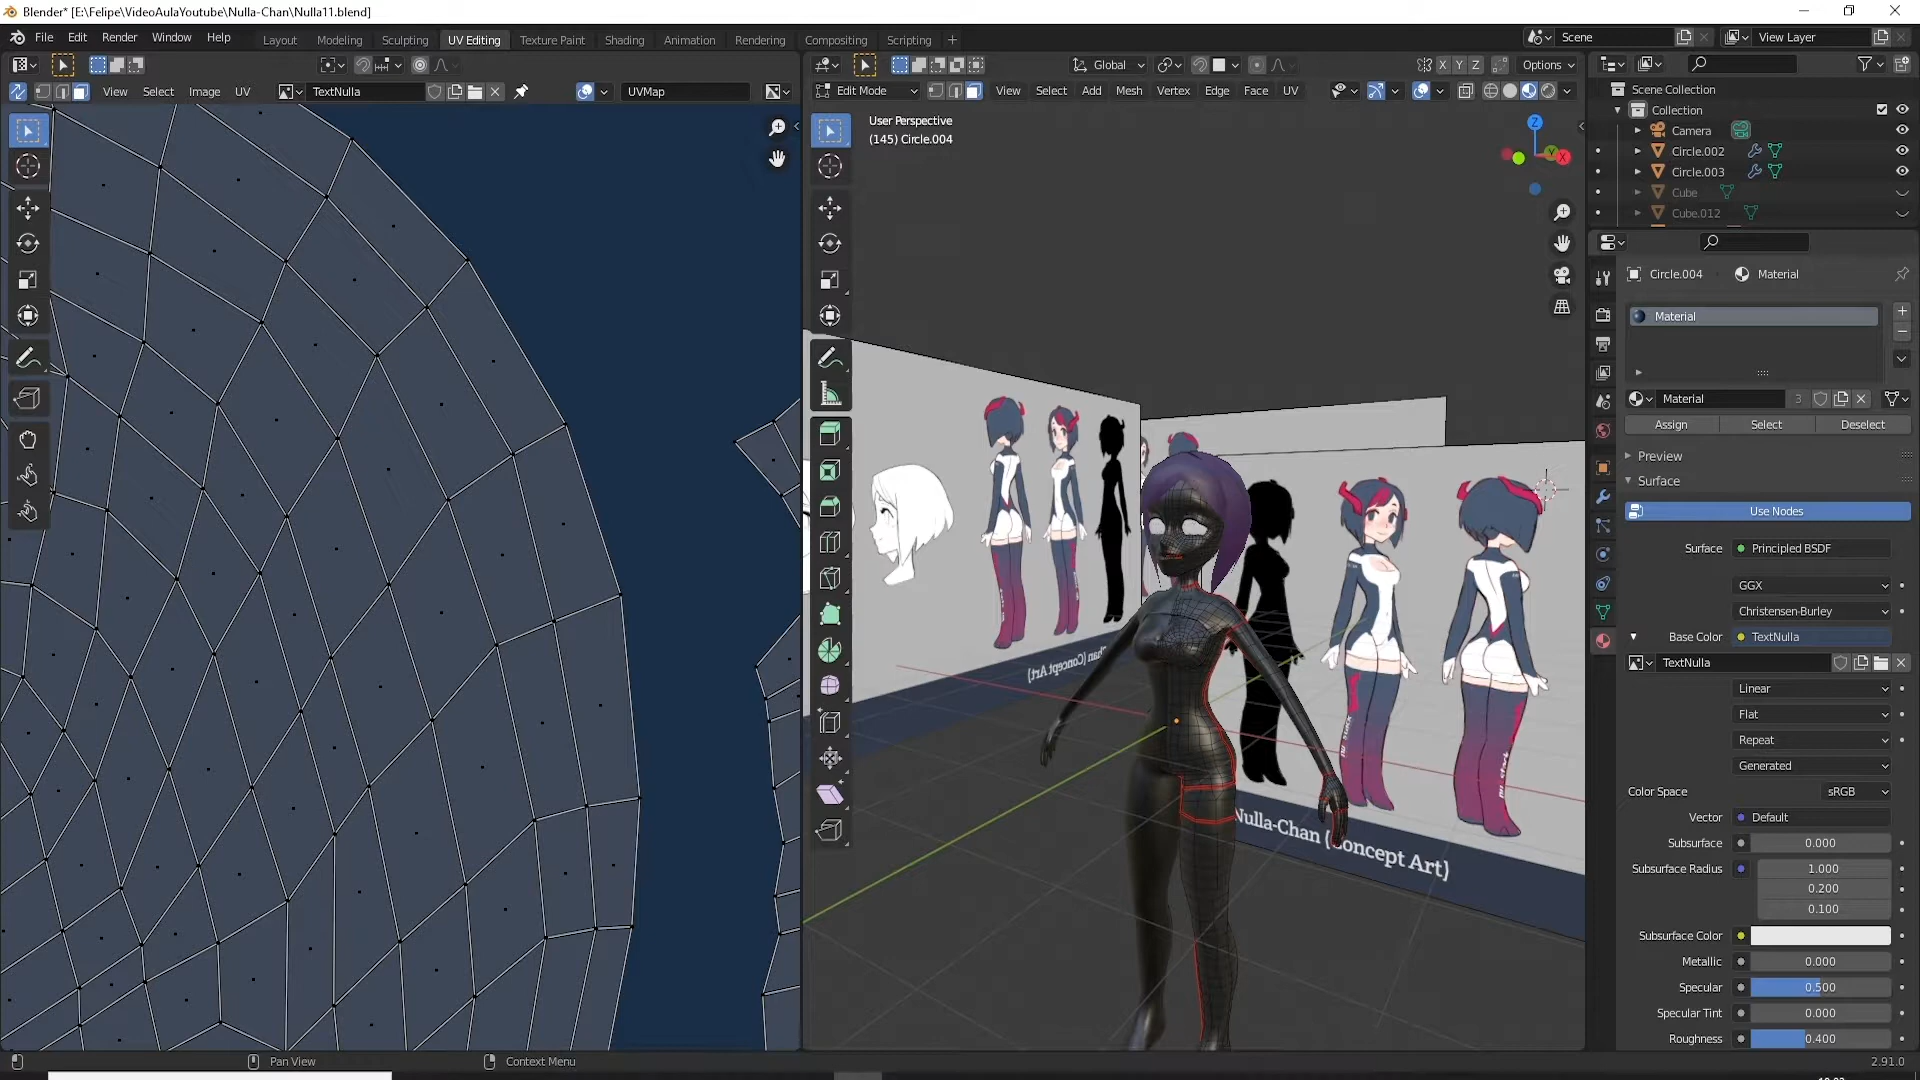 Blender* [E:\Felipe\VideoAulaYoutube\Nulla-Chan\Nulla11.blend]
File Edit Render Window Help Layout Modeling Sculpting UV Editing Texture Paint Shading Animation Rendering Compositing Scripting + Scene View Layer
Global X Y Z Options
View Select Image UV TextNulla UVMap
Edit Mode View Select Add Mesh Vertex Edge Face UV
User Perspective
(145) Circle.004
Z
Y
X
Scene Collection
Collection
Camera
Circle.002
Circle.003
Cube
Cube.012
Circle.004 Material
Material
Material 3
Assign Select Deselect
Preview
Surface
Use Nodes
Surface Principled BSDF
GGX
Christensen-Burley
Base Color TextNulla
TextNulla
Linear
Flat
Repeat
Generated
Color Space sRGB
Vector Default
Subsurface 0.000
Subsurface Radius 1.000
0.200
0.100
Subsurface Color
Metallic 0.000
Specular 0.500
Specular Tint 0.000
Roughness 0.400
Nulla-Chan (Concept Art)
Pan View Context Menu 2.91.0